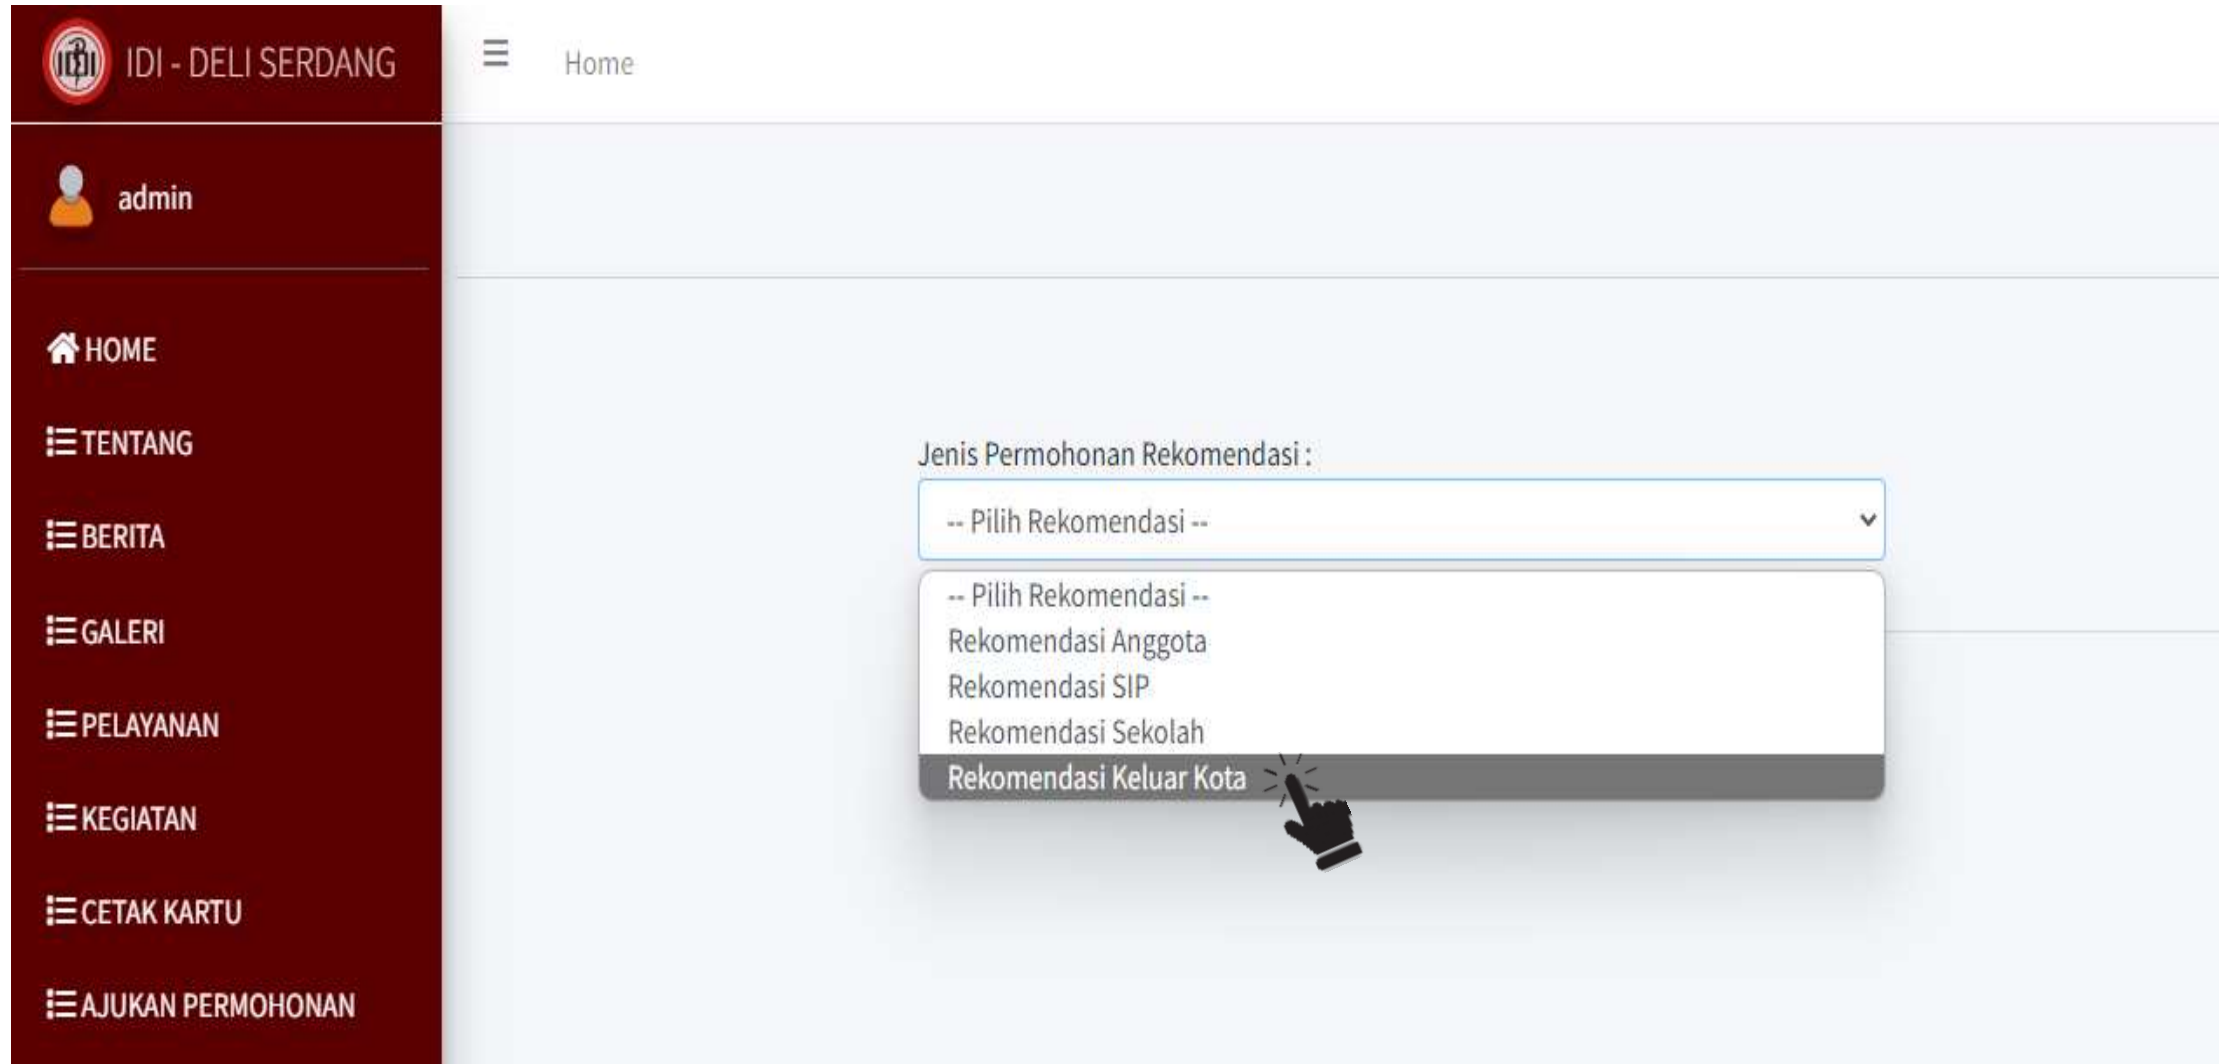 IDI - DELI SERDANG
Home
admin
HOME
TENTANG
BERITA
GALERI
PELAYANAN
KEGIATAN
CETAK KARTU
AJUKAN PERMOHONAN
Jenis Permohonan Rekomendasi :
-- Pilih Rekomendasi --
-- Pilih Rekomendasi --
Rekomendasi Anggota
Rekomendasi SIP
Rekomendasi Sekolah
Rekomendasi Keluar Kota